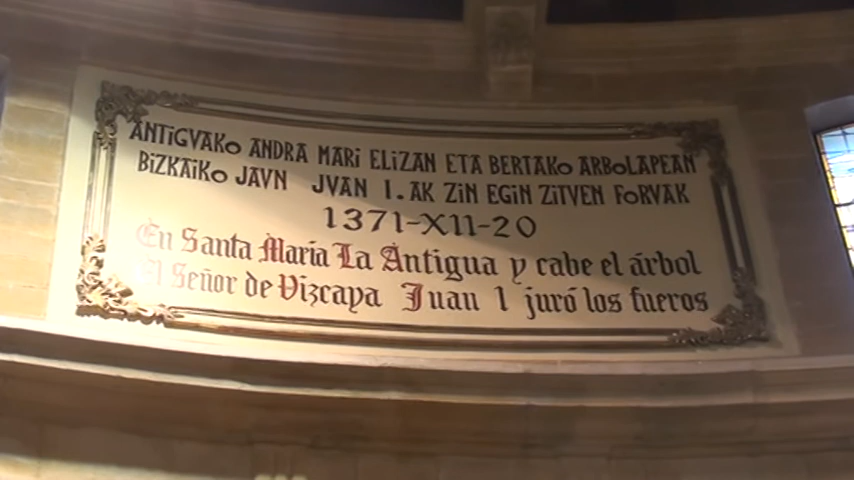 ANTIGVAKO ANDRA MARI ELIZAN ETA BERTAKO ARBOLAPEAN
BIZKAIKO JAVN JVAN I.AK ZIN EGIN ZITVEN FORVAK
1371-XII-20
En Santa María La Antigua y cabe el árbol
El Señor de Vizcaya Juan I juró los fueros